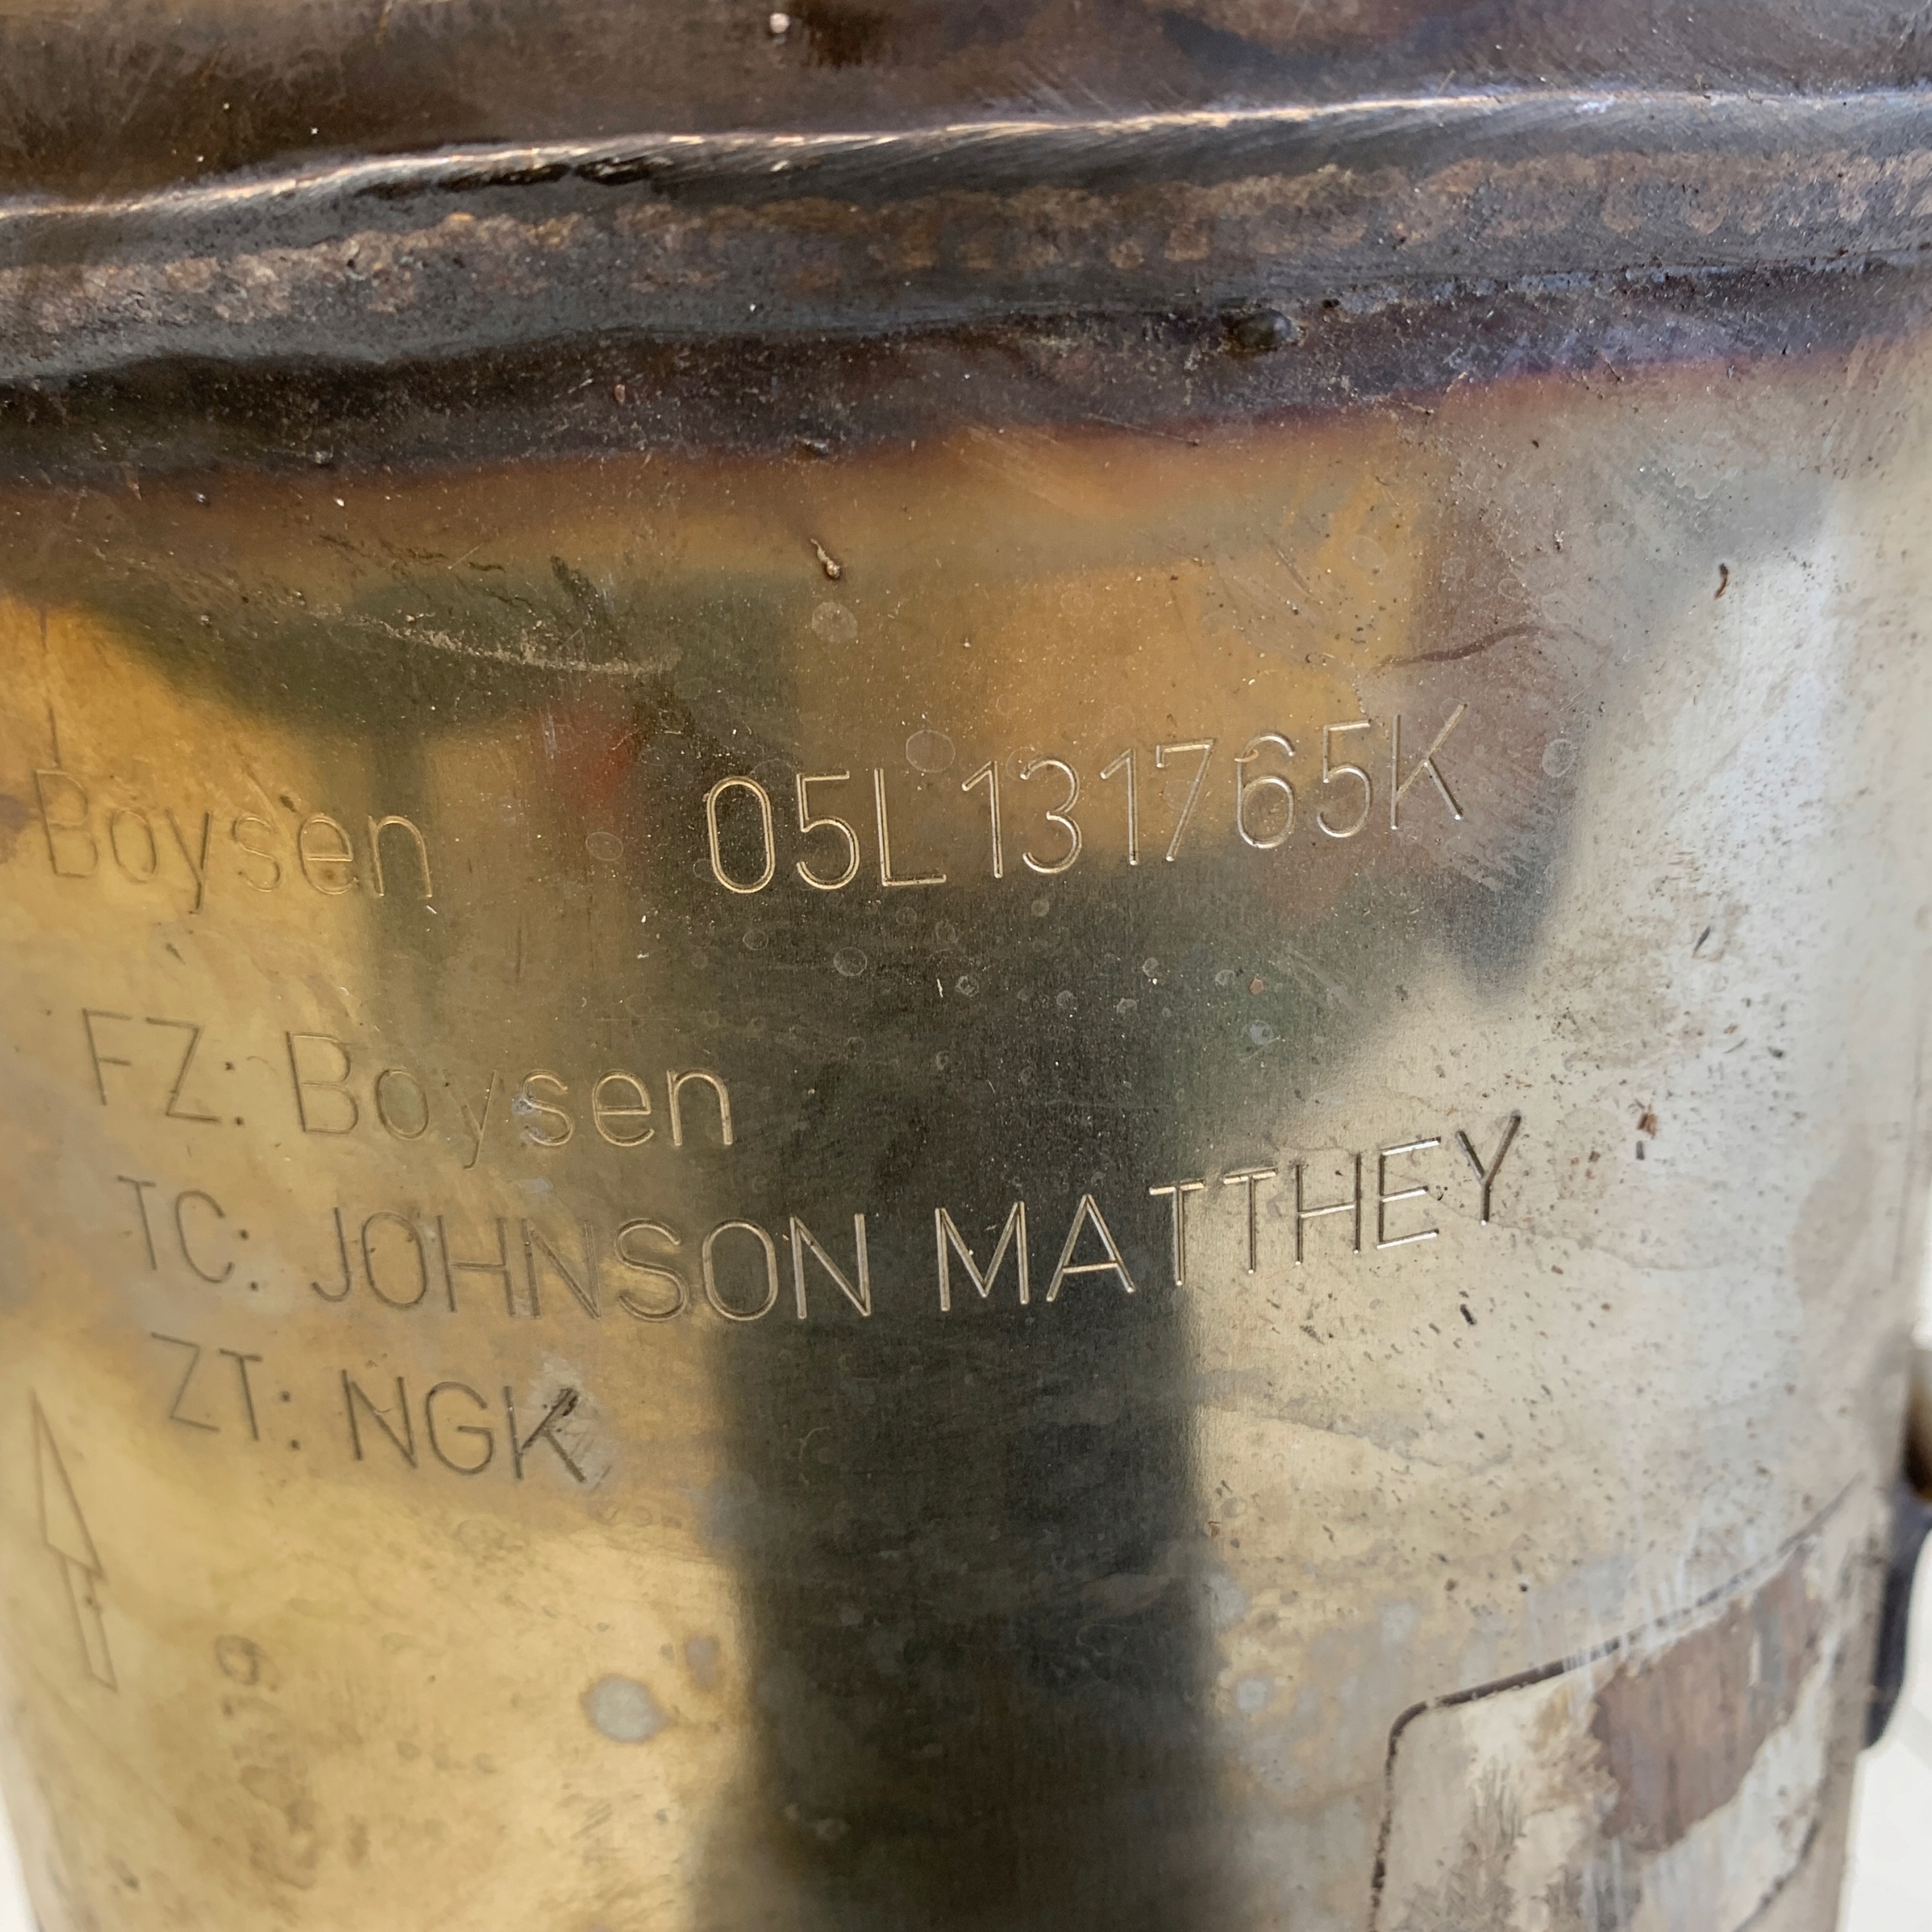 Boysen 05L131765K
FZ: Boysen
TC: JOHNSON MATTHEY
ZT: NGK